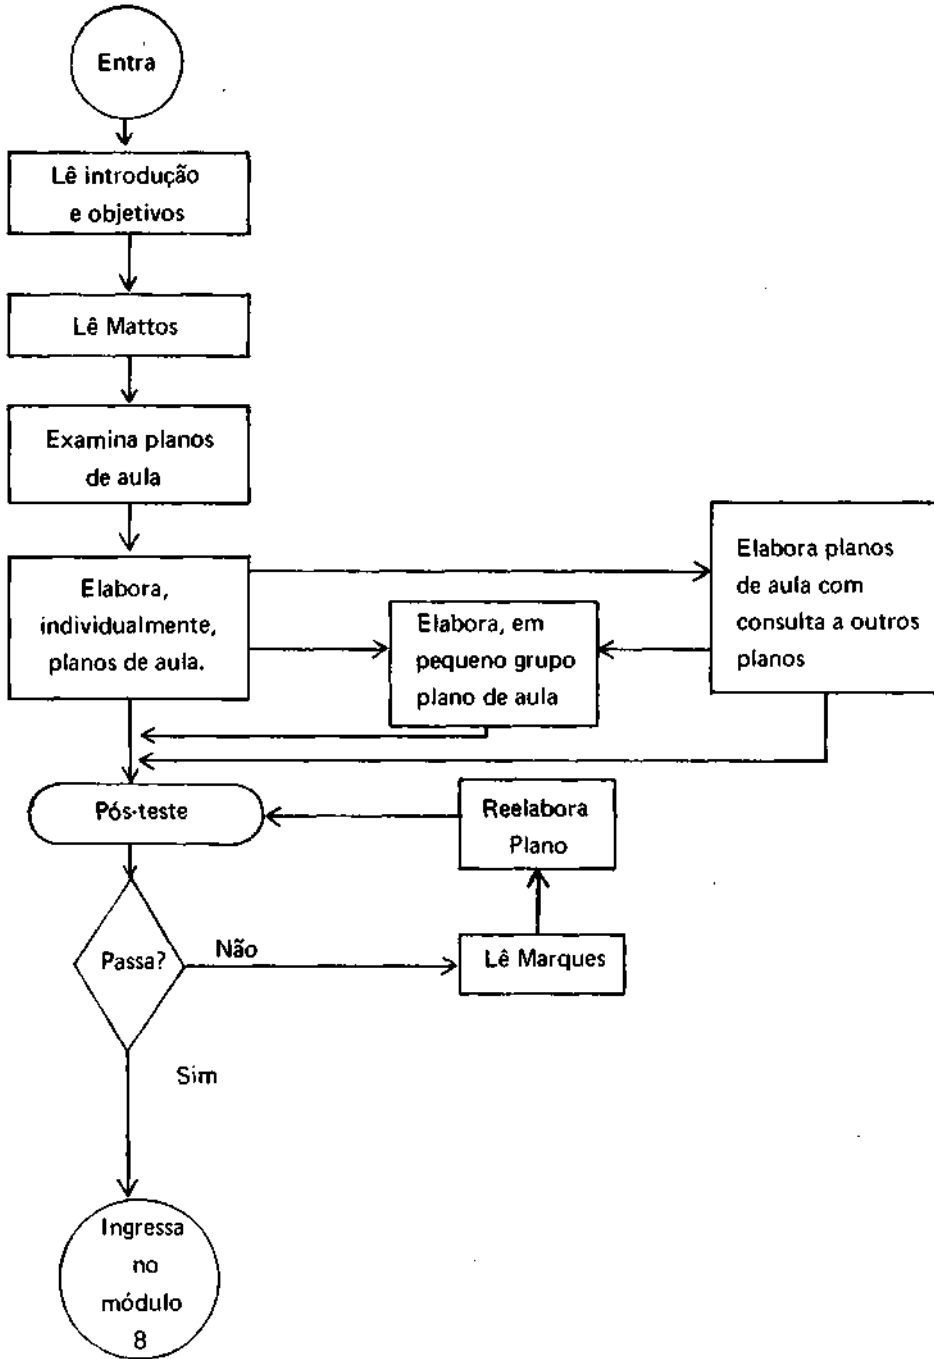 Entra
Lê introdução
e objetivos
Lê Mattos
Examina planos
de aula
Elabora,
individualmente,
planos de aula.
Elabora, em
pequeno grupo
plano de aula
Elabora planos
de aula com
consulta a outros
planos
Pós-teste
Reelabora
Plano
Passa?
Não
Lê Marques
Sim
Ingressa
no
módulo
8